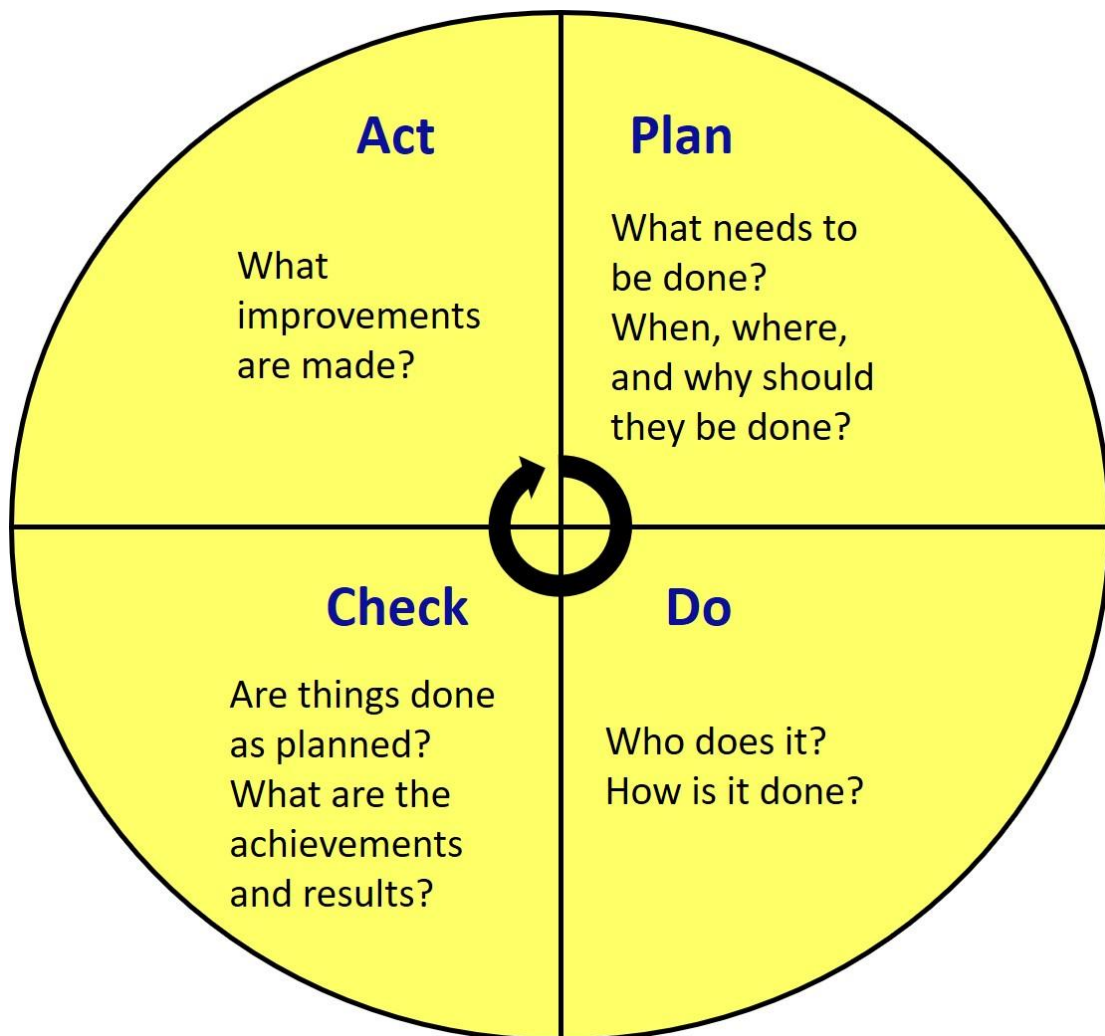 Act
What
improvements
are made?
Plan
What needs to
be done?
When, where,
and why should
they be done?
Check
Are things done
as planned?
What are the
achievements
and results?
Do
Who does it?
How is it done?